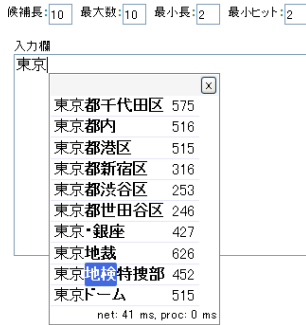 候補長: 10 最大数: 10 最小長: 2 最小ヒット: 2
入力欄
東京
x
東京都千代田区 575
東京都内 516
東京都港区 515
東京都新宿区 316
東京都渋谷区 253
東京都世田谷区 246
東京・銀座 427
東京地裁 626
東京地検特捜部 452
東京ドーム 515
net: 41 ms, proc: 0 ms